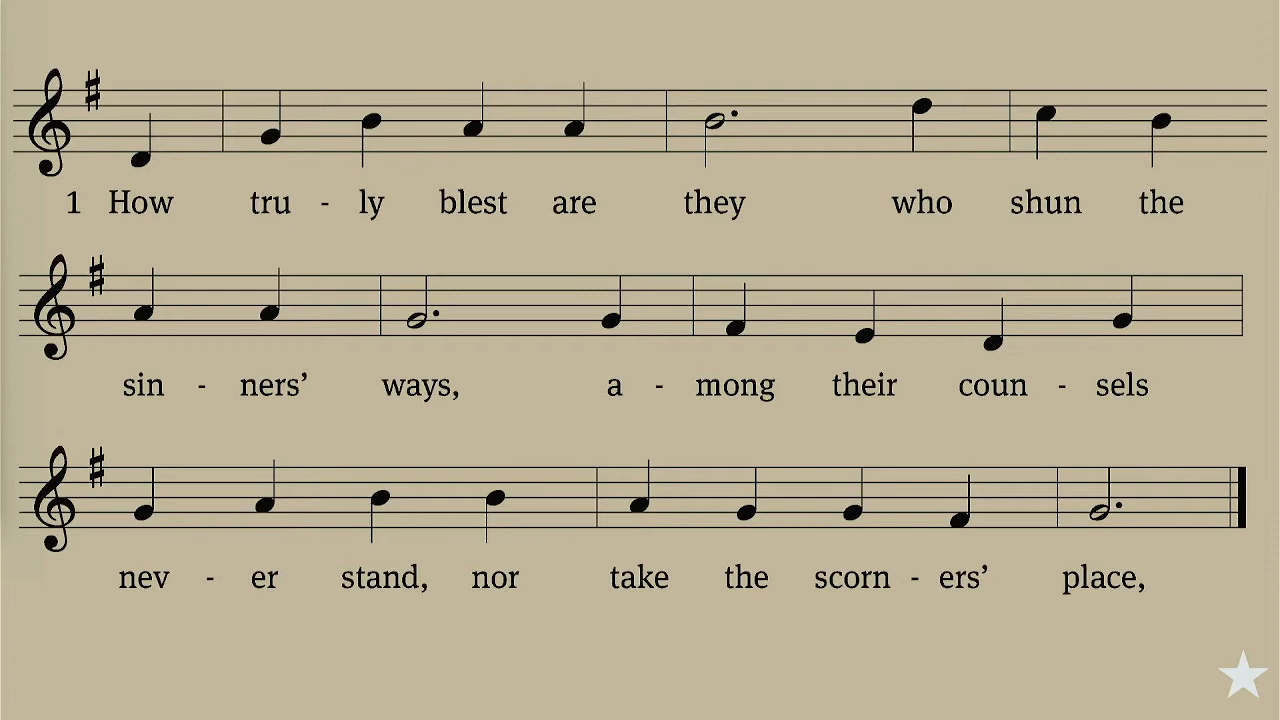 1 How tru - ly blest are they who shun the
sin - ners’ ways, a - mong their coun - sels
nev - er stand, nor take the scorn - ers’ place,